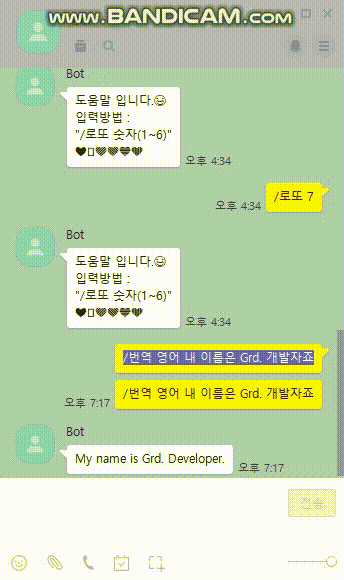 www.BANDICAM.com
Bot
도움말 입니다.😃
입력방법 :
"/로또 숫자(1~6)"
오후 4:34
/로또 7
오후 4:34
Bot
도움말 입니다.😃
입력방법 :
"/로또 숫자(1~6)"
오후 4:34
/번역 영어 내 이름은 Grd. 개발자죠
/번역 영어 내 이름은 Grd. 개발자죠
오후 7:17
Bot
My name is Grd. Developer.
오후 7:17
전송